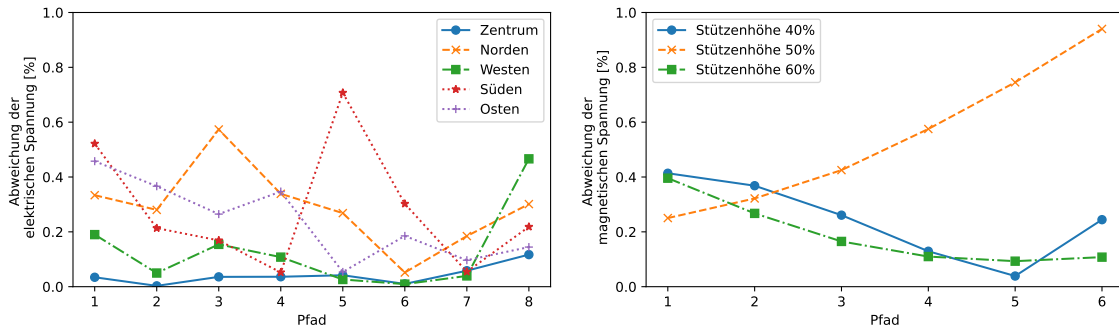 Abweichung der
elektrischen Spannung [%]
1.0
0.8
0.6
0.4
0.2
0.0
1 2 3 4 5 6 7 8
Pfad
Zentrum
Norden
Westen
Süden
Osten
Abweichung der
magnetischen Spannung [%]
1.0
0.8
0.6
0.4
0.2
0.0
1 2 3 4 5 6
Pfad
Stützenhöhe 40%
Stützenhöhe 50%
Stützenhöhe 60%